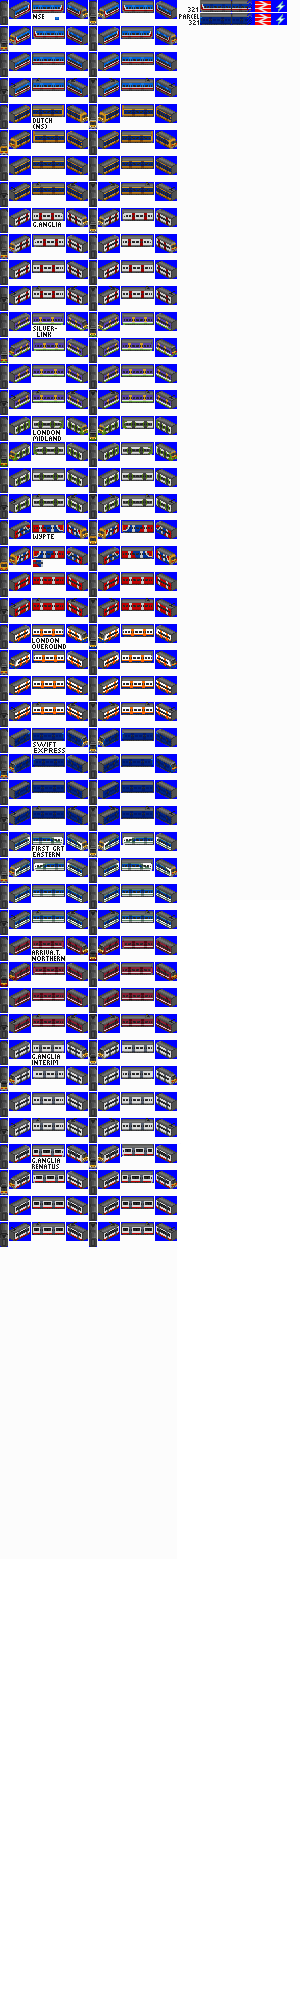 NSE
321
PARCEL
321
DUTCH
(NS)
G.ANGLIA
SILVER-
LINK
LONDON
MIDLAND
WYPTE
LONDON
OVEROUND
SWIFT
EXPRESS
FIRST GRT
EASTERN
ARRIVA.T.
NORTHERN
G.ANGLIA
INTERIM
G.ANGLIA
RENATUS